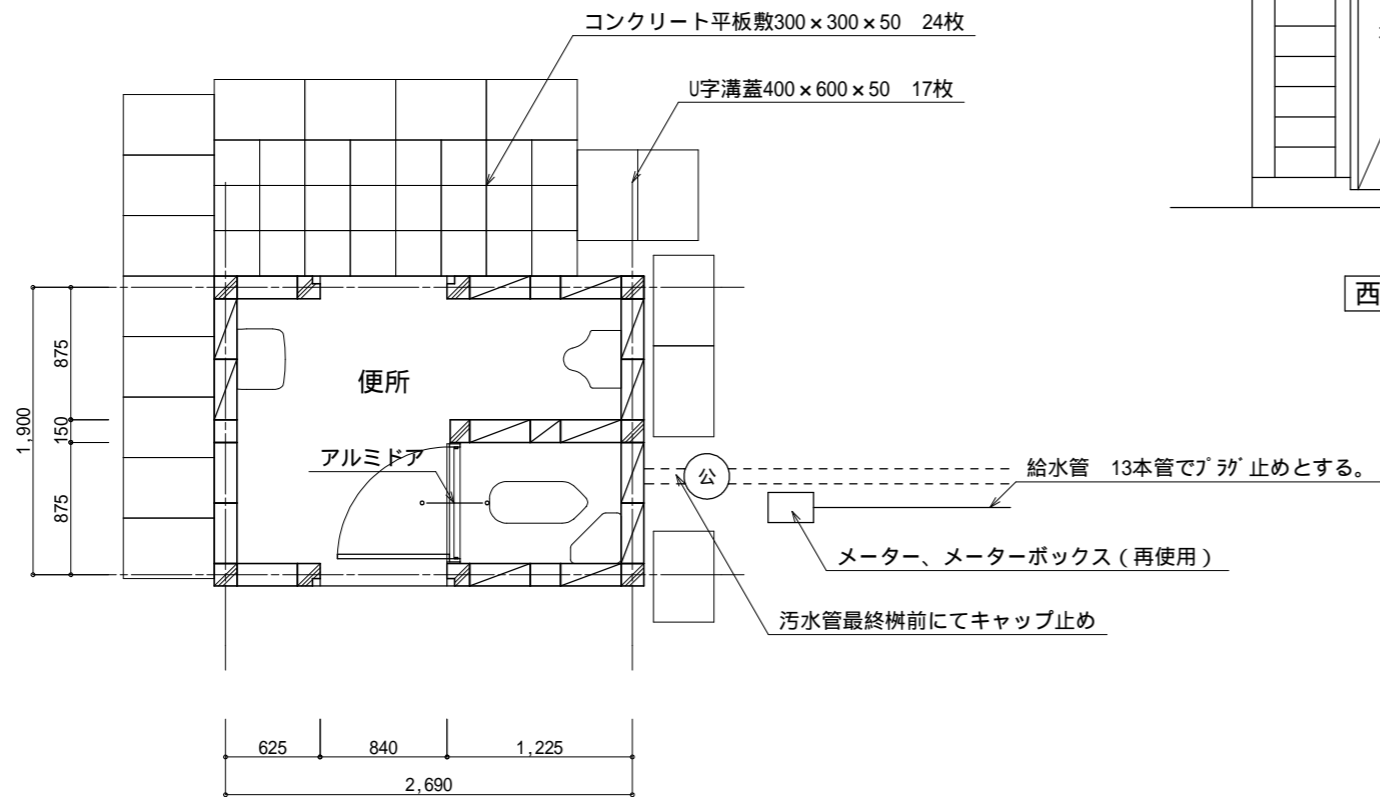 コンクリート平板敷300×300×50　24枚
U字溝蓋400×600×50　17枚
西
875
便所
1,900
150
アルミドア
公
給水管　13本管でﾌﾟﾗｸﾞ止めとする。
875
メーター、メーターボックス（再使用）
汚水管最終桝前にてキャップ止め
625
840
1,225
2,690